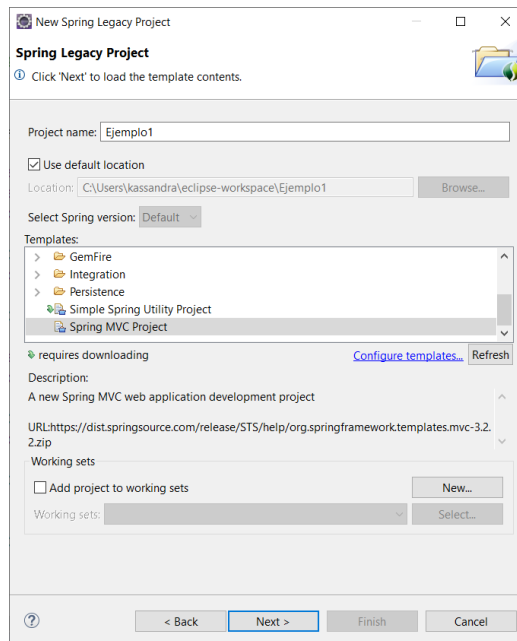 New Spring Legacy Project
Spring Legacy Project
Click 'Next' to load the template contents.
Project name: Ejemplo1
Use default location
Location: C:\Users\kassandra\eclipse-workspace\Ejemplo1 Browse...
Select Spring version: Default
Templates:
GemFire
Integration
Persistence
Simple Spring Utility Project
Spring MVC Project
requires downloading Configure templates... Refresh
Description:
A new Spring MVC web application development project
URL:https://dist.springsource.com/release/STS/help/org.springframework.templates.mvc-3.2.
2.zip
Working sets
Add project to working sets New...
Working sets: Select...
? < Back Next > Finish Cancel